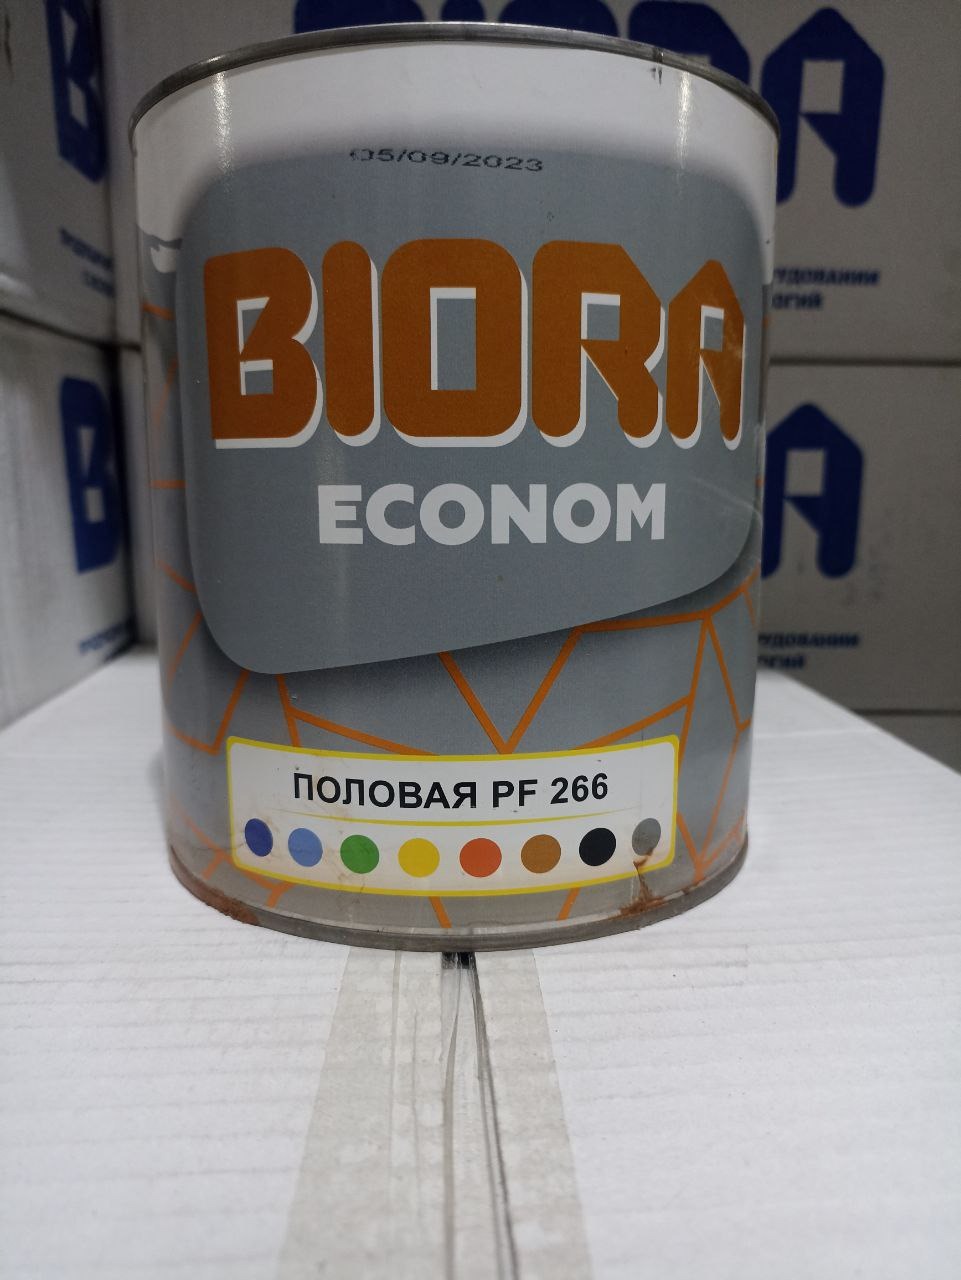 05/09/2023
BIORA
ECONOM
ПОЛОВАЯ PF 266